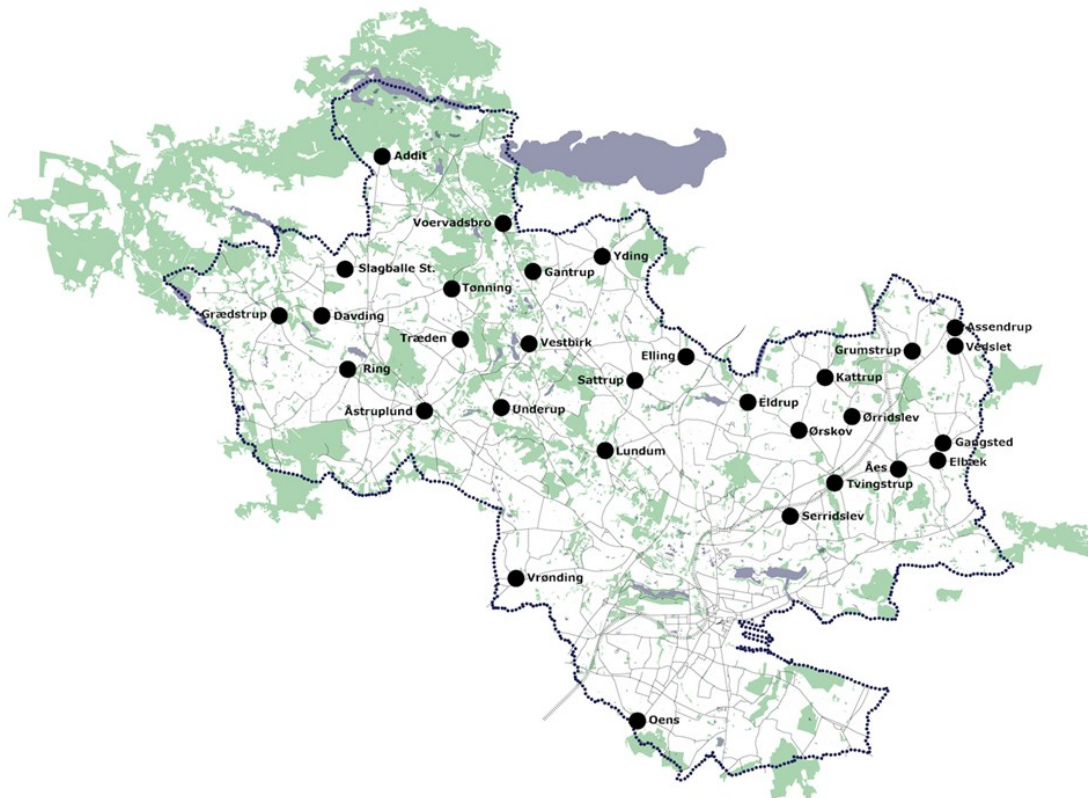 Addit
Voervadsbro
Yding
Slagballe St.
Gantrup
Tønning
Grædstrup
Davding
Assendrup
Træden
Vestbirk
Vedslet
Grumstrup
Elling
Ring
Kattrup
Sattrup
Eldrup
Underup
Åstruplund
Ørridslev
Ørskov
Gangsted
Lundum
Elbæk
Åes
Tvingstrup
Serridslev
Vrønding
Oens